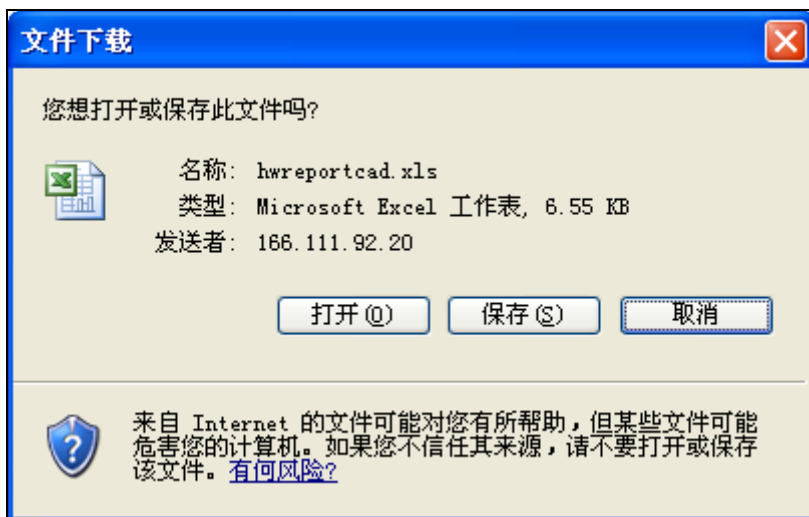 文件下载
您想打开或保存此文件吗?
名称: hwreportcad.xls
类型: Microsoft Excel 工作表, 6.55 KB
发送者: 166.111.92.20
打开(O) 保存(S) 取消
来自 Internet 的文件可能对您有所帮助,但某些文件可能
危害您的计算机。如果您不信任其来源,请不要打开或保存
该文件。有何风险?